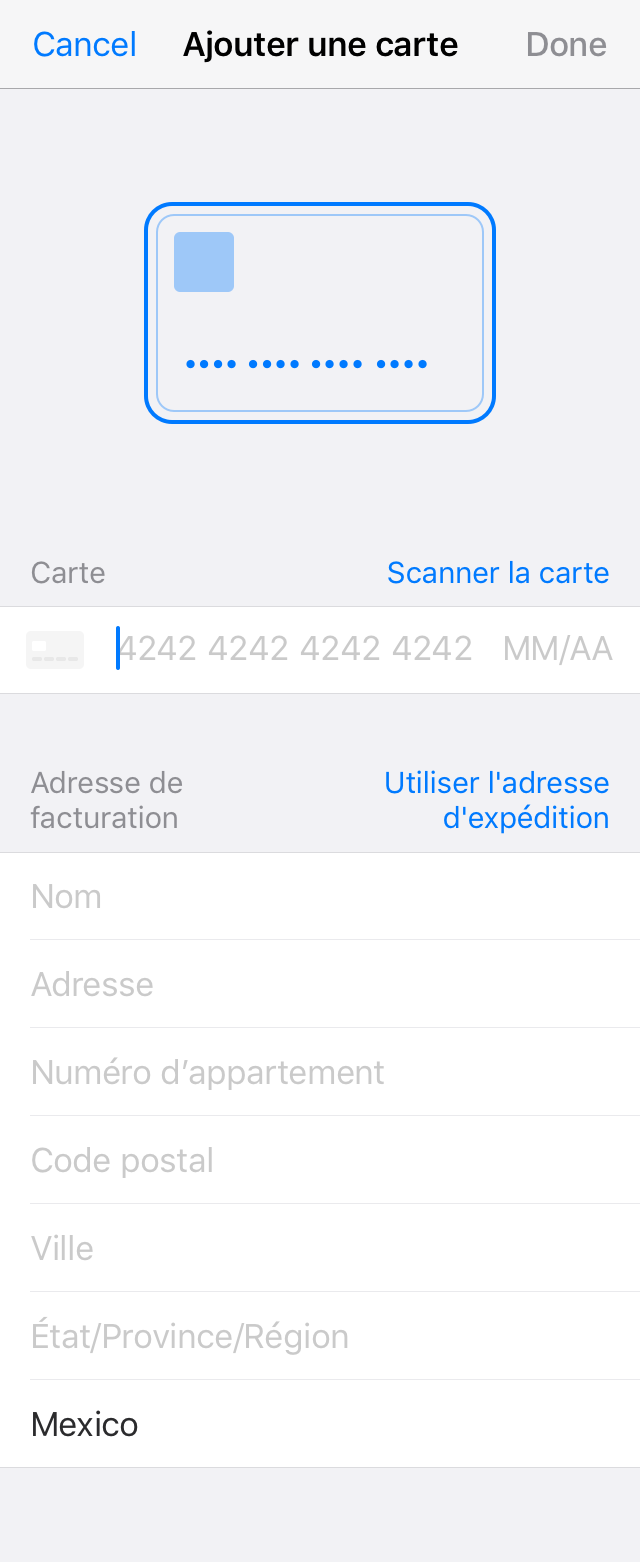 Cancel Ajouter une carte Done
•••• •••• •••• ••••
Carte Scanner la carte
4242 4242 4242 4242 MM/AA
Adresse de Utiliser l'adresse
facturation d'expédition
Nom
Adresse
Numéro d’appartement
Code postal
Ville
État/Province/Région
Mexico